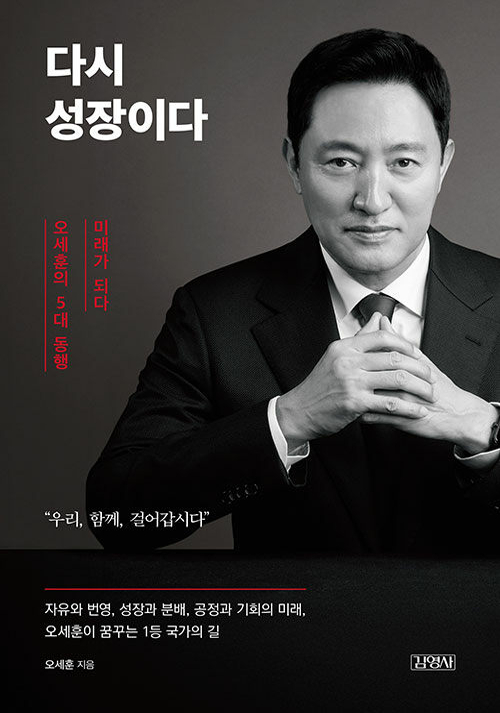 다시
성장이다
미래가 되다
오세훈의 5대 동행
“우리, 함께, 걸어갑시다”
자유와 번영, 성장과 분배, 공정과 기회의 미래,
오세훈이 꿈꾸는 1등 국가의 길
오세훈 지음
김영사